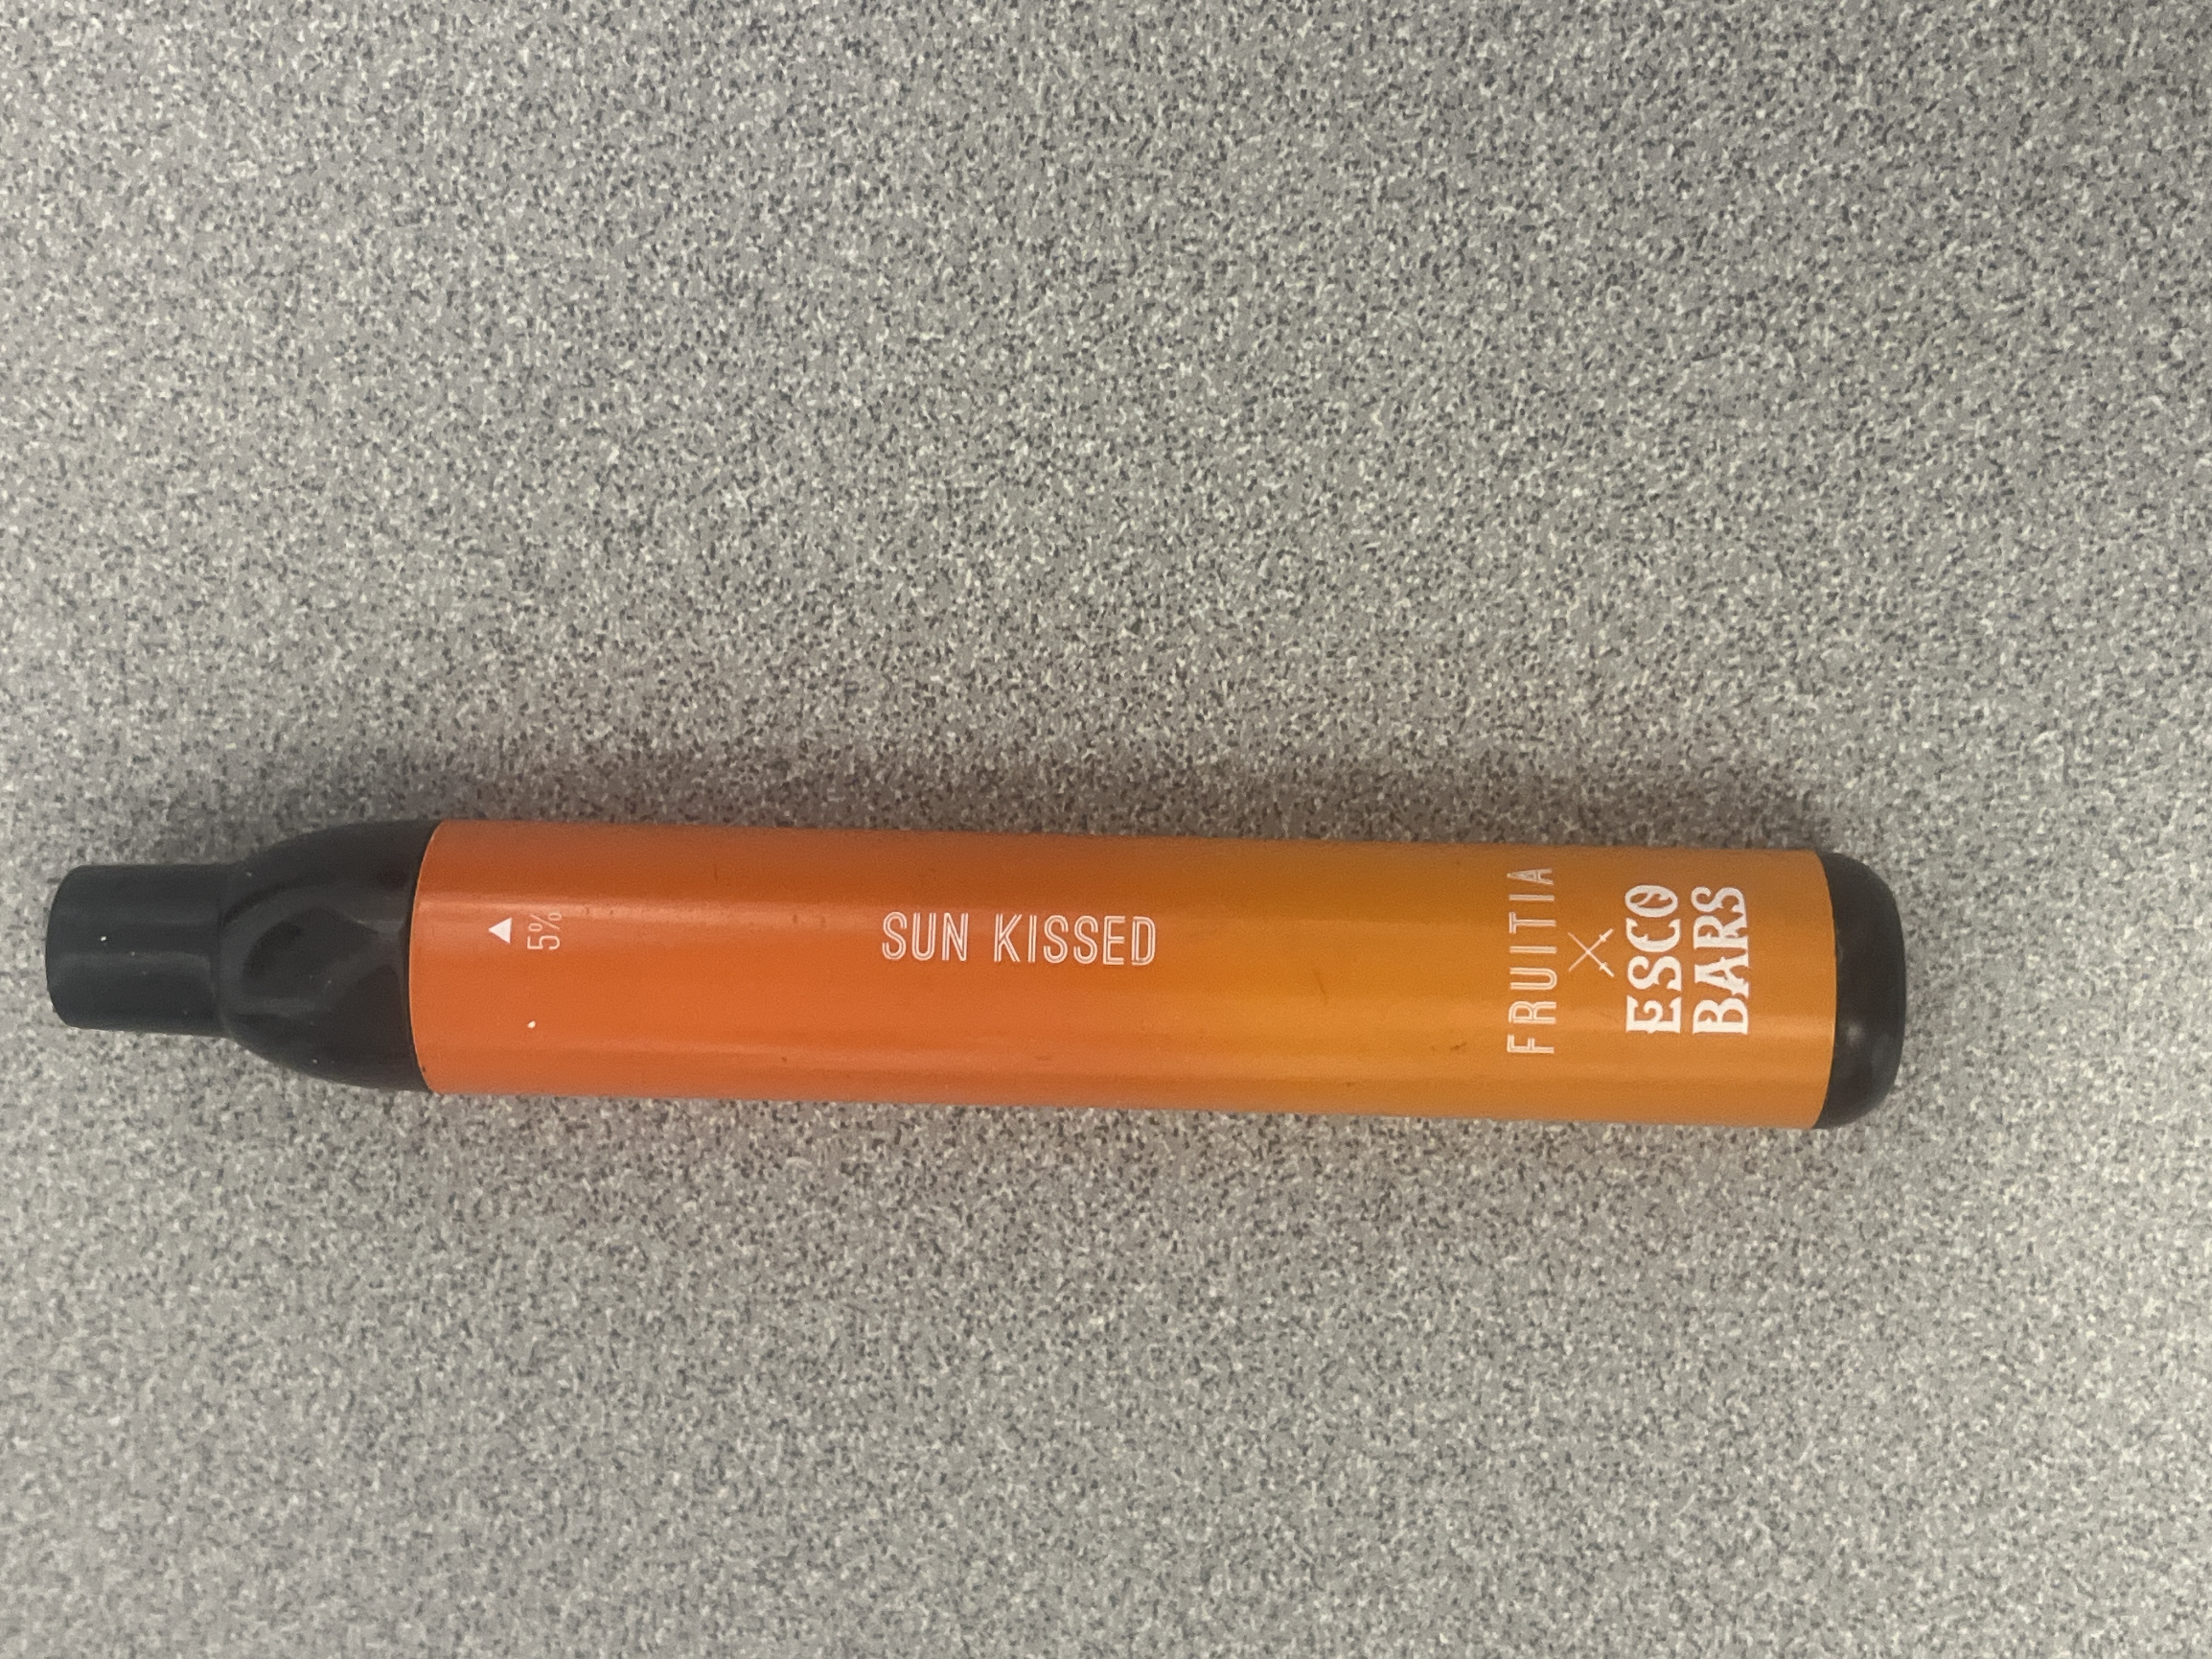 5%
SUN KISSED
FRUITIA
ESCO
BARS